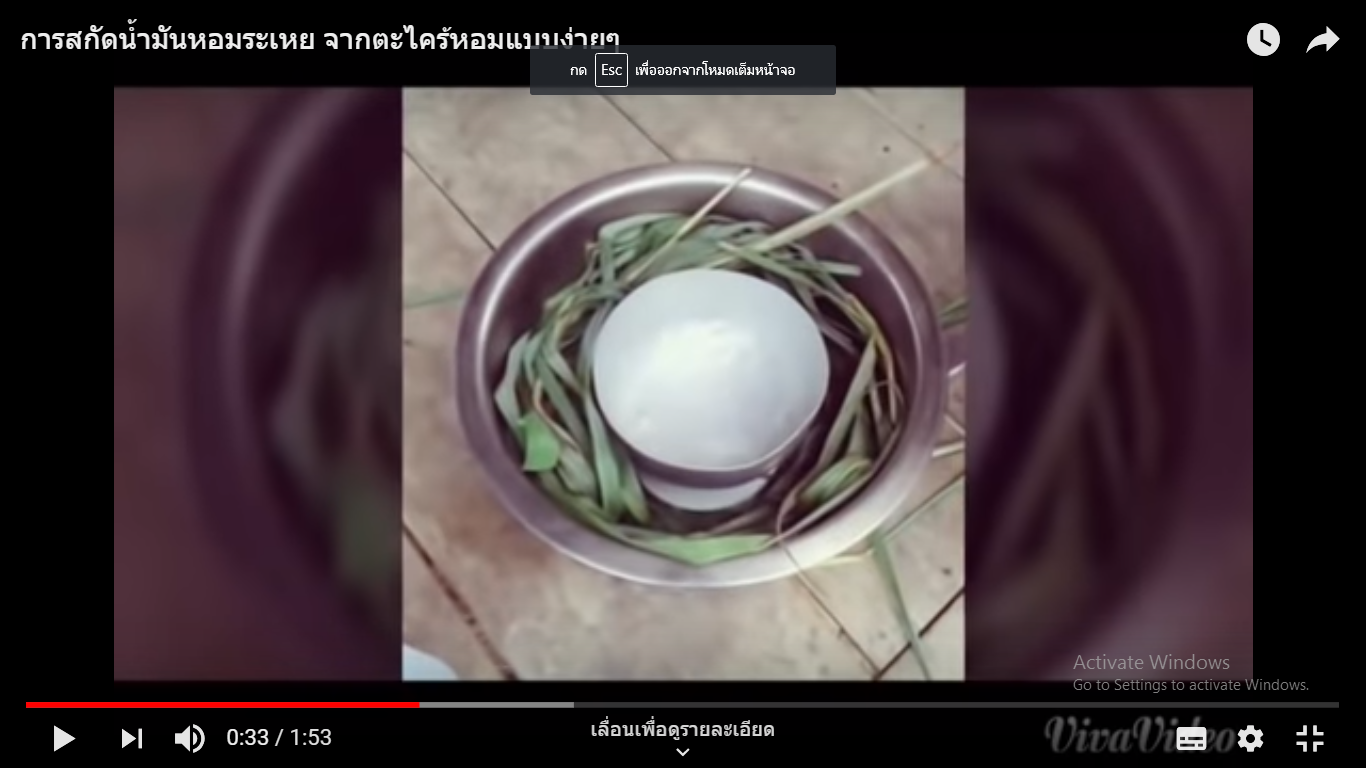 การสกัดน้ำมันหอมระเหย จากตะไคร้หอมแบบง่ายๆ
กด Esc เพื่อออกจากโหมดเต็มหน้าจอ
Activate Windows
Go to Settings to activate Windows.
0:33 / 1:53
เลื่อนเพื่อดูรายละเอียด
VivaVideo